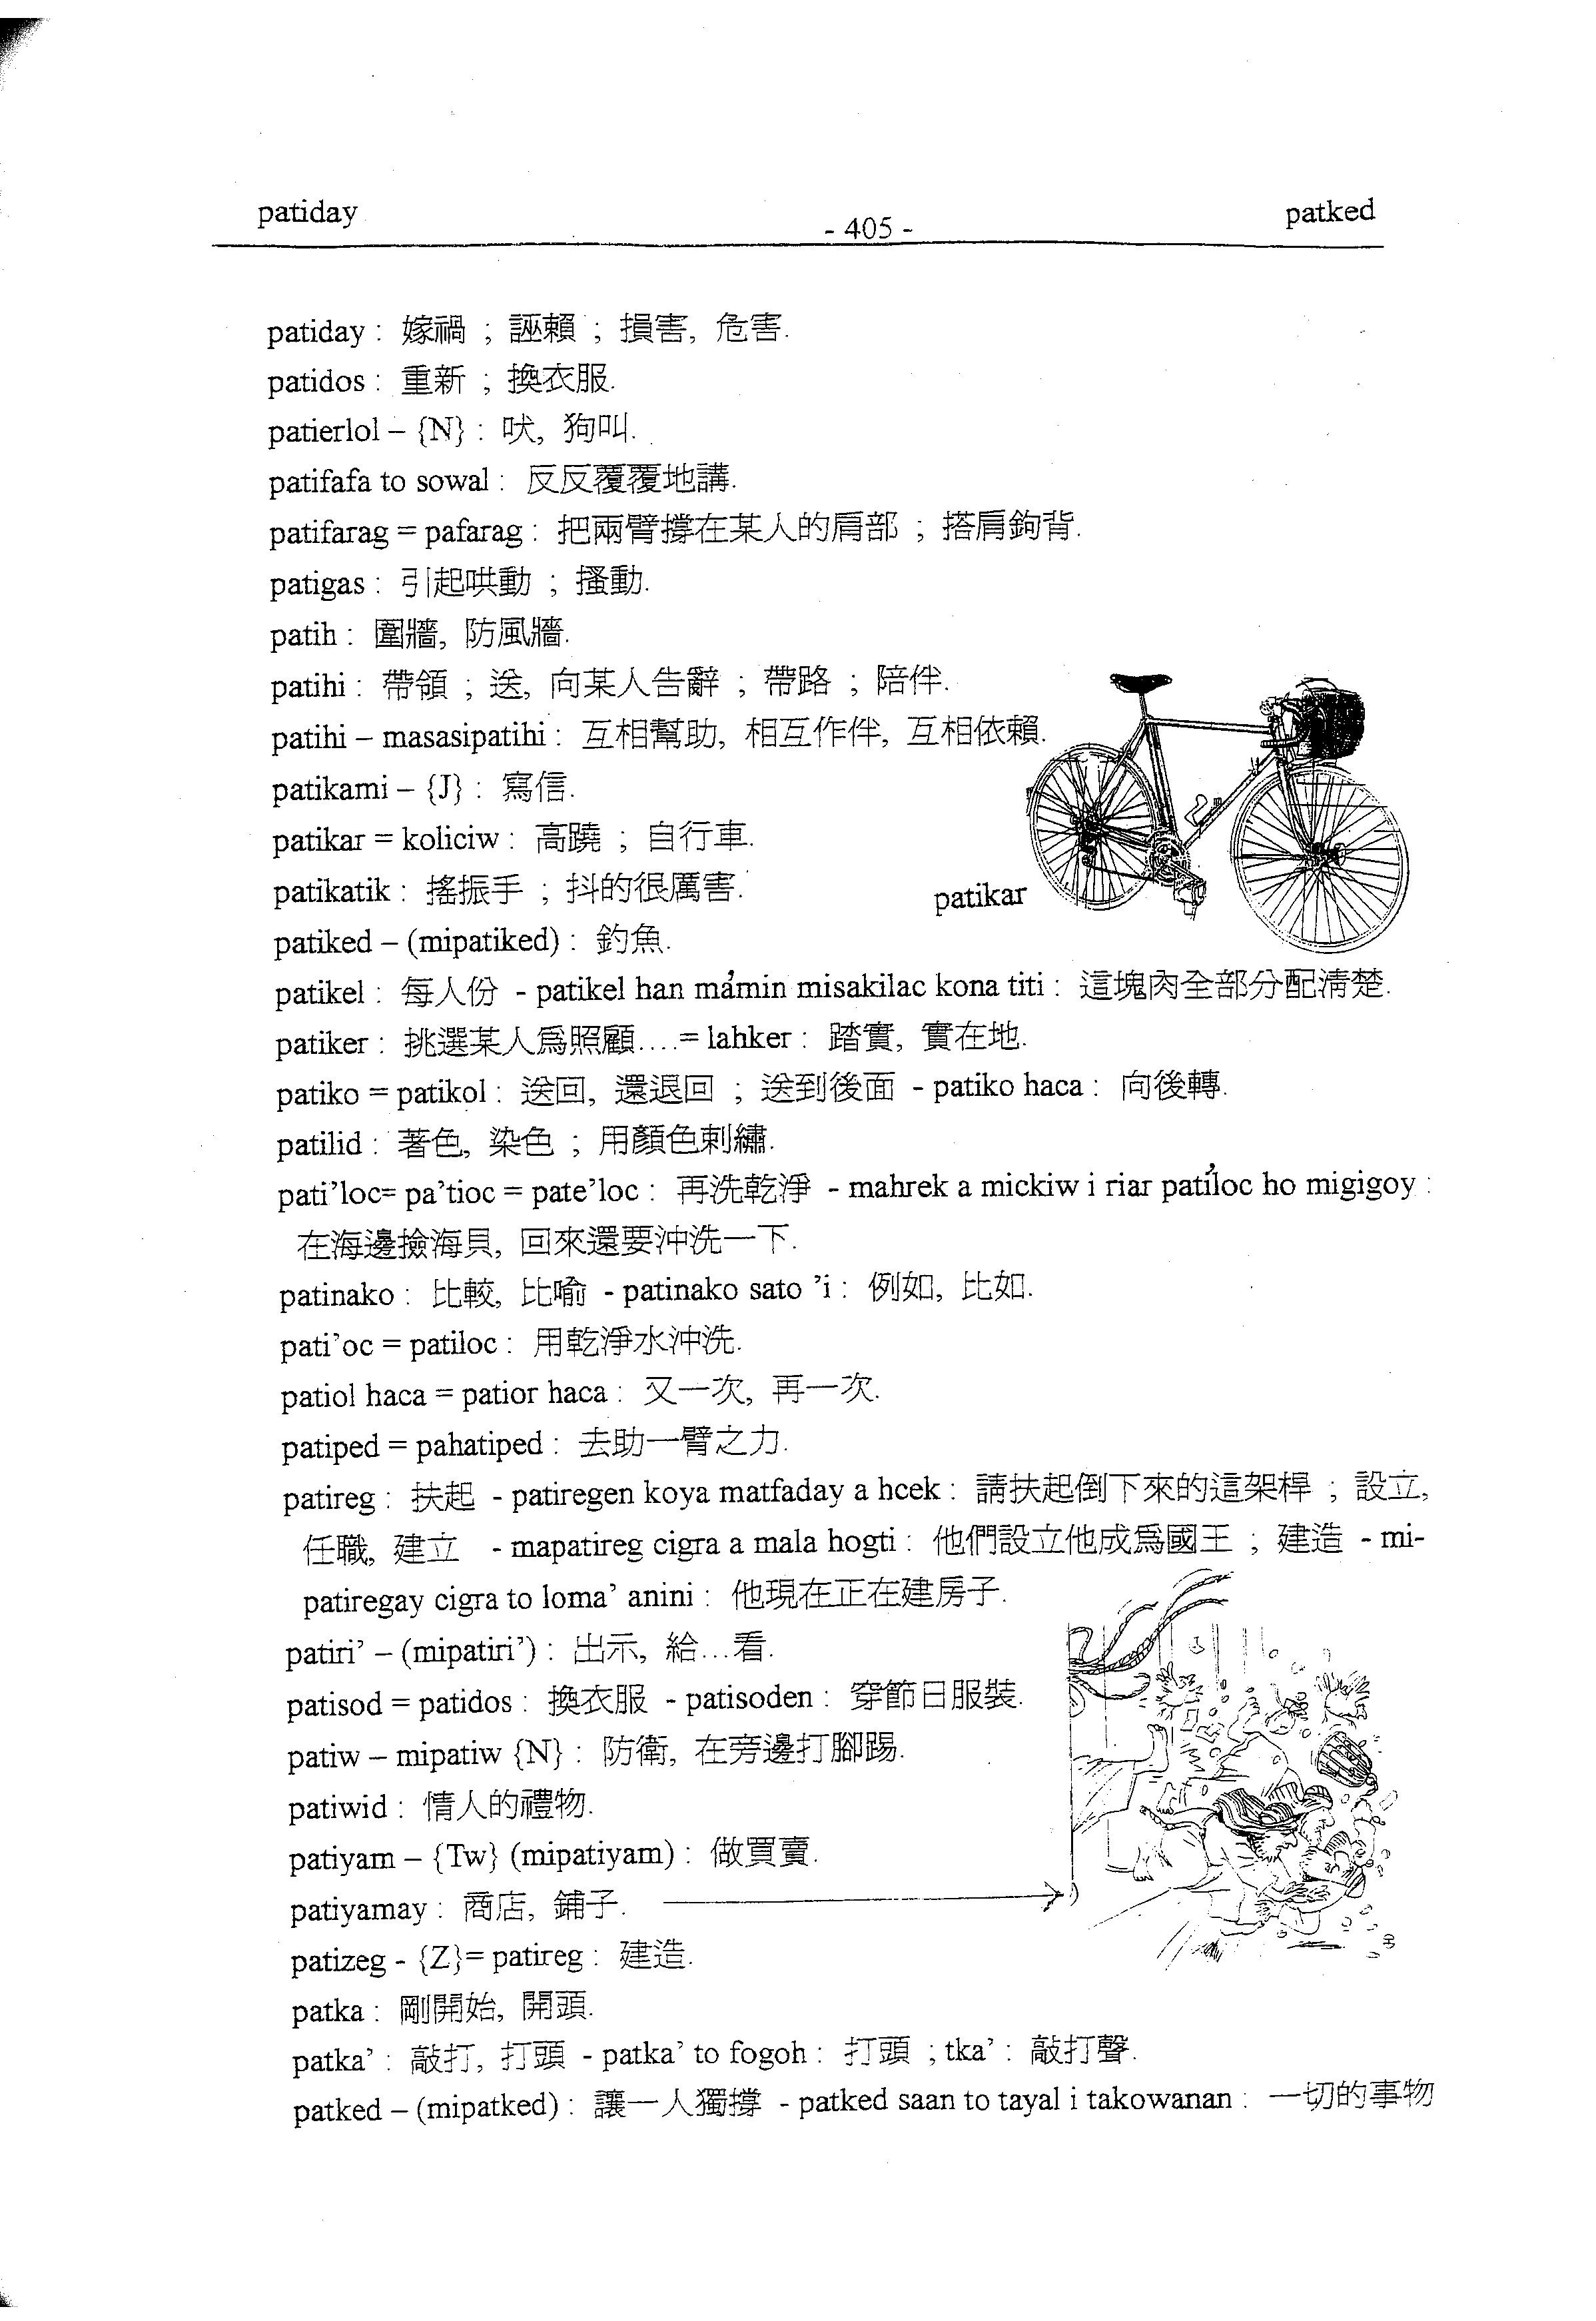 patiday - 405 - patked
patiday : 嫁禍 ; 誣賴 ; 損害, 危害.
patidos : 重新 ; 換衣服.
patierlol – {N} : 吠, 狗叫.
patifafa to sowal : 反反覆覆地講.
patifarag = pafarag : 把兩臂撐在某人的肩部 ; 搭肩鉤背.
patigas : 引起哄動 ; 搔動.
patih : 圍牆, 防風牆.
patihi : 帶領 ; 送, 向某人告辭 ; 帶路 ; 陪伴.
patihi – masasipatihi : 互相幫助, 相互作伴, 互相依賴.
patikami – {J} : 寫信.
patikar = koliciw : 高蹺 ; 自行車.
patikatik : 搖振手 ; 抖的很厲害.
patikar
patiked – (mipatiked) : 釣魚.
patikel : 每人份 - patikel han ma'min misakilac kona titi : 這塊肉全部分配清楚.
patiker : 挑選某人爲照顧....= lahker : 踏實, 實在地.
patiko = patikol : 送回, 還退回 ; 送到後面 - patiko haca : 向後轉.
patilid : 著色, 染色 ; 用顏色刺繡.
pati’loc= pa’tioc = pate’loc : 再洗乾淨 - mahrek a mickiw i riar pati'loc ho migigoy :
在海邊撿海貝, 回來還要沖洗一下.
patinako : 比較, 比喻 - patinako sato ’i : 例如, 比如.
pati’oc = patiloc : 用乾淨水沖洗.
patiol haca = patior haca : 又一次, 再一次.
patiped = pahatiped : 去助一臂之力.
patireg : 扶起 - patiregen koya matfaday a hcek : 請扶起倒下來的這架桿 ; 設立,
任職, 建立 - mapatireg cigra a mala hogti : 他們設立他成爲國王 ; 建造 - mi-
patiregay cigra to loma’ anini : 他現在正在建房子.
patiri’ – (mipatiri’) : 出示, 給...看.
patisod = patidos : 換衣服 - patisoden : 穿節日服裝.
patiw – mipatiw {N} : 防衛, 在旁邊打腳踢.
patiwid : 情人的禮物.
patiyam – {Tw} (mipatiyam) : 做買賣.
patiyamay : 商店, 鋪子.
patizeg - {Z}= patireg : 建造.
patka : 剛開始, 開頭.
patka’ : 敲打, 打頭 - patka’ to fogoh : 打頭 ; tka’ : 敲打聲.
patked – (mipatked) : 讓一人獨撐 - patked saan to tayal i takowanan : 一切的事物